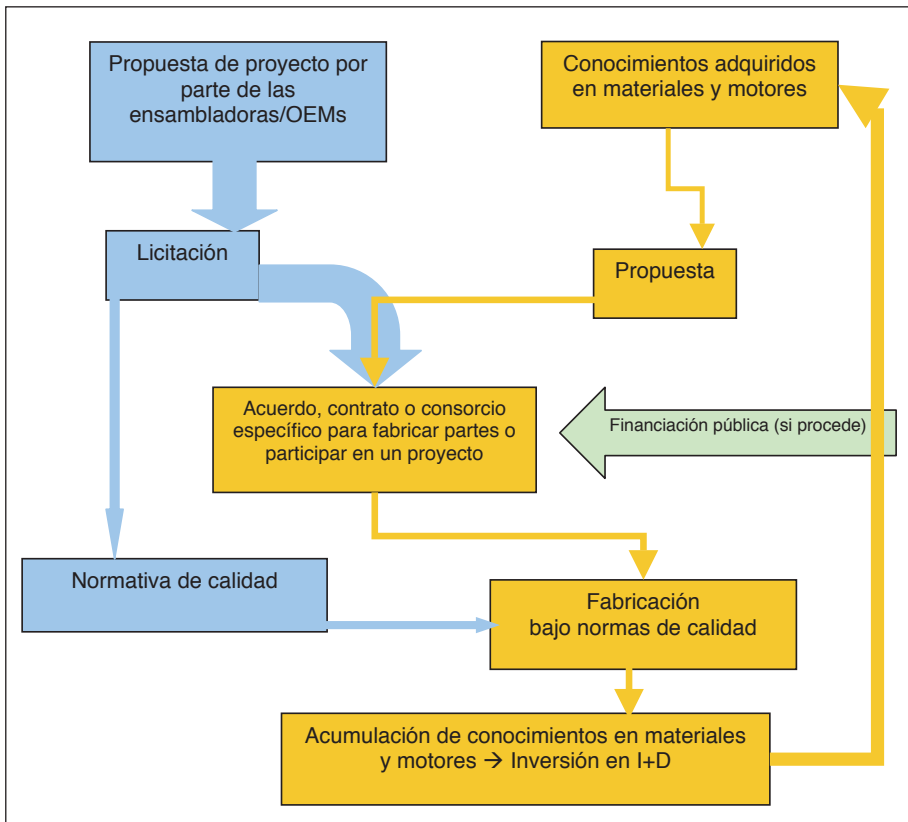 Propuesta de proyecto por
parte de las
ensambladoras/OEMs
Conocimientos adquiridos
en materiales y motores
Licitación
Propuesta
Acuerdo, contrato o consorcio
específico para fabricar partes o
participar en un proyecto
Financiación pública (si procede)
Normativa de calidad
Fabricación
bajo normas de calidad
Acumulación de conocimientos en materiales
y motores → Inversión en I+D